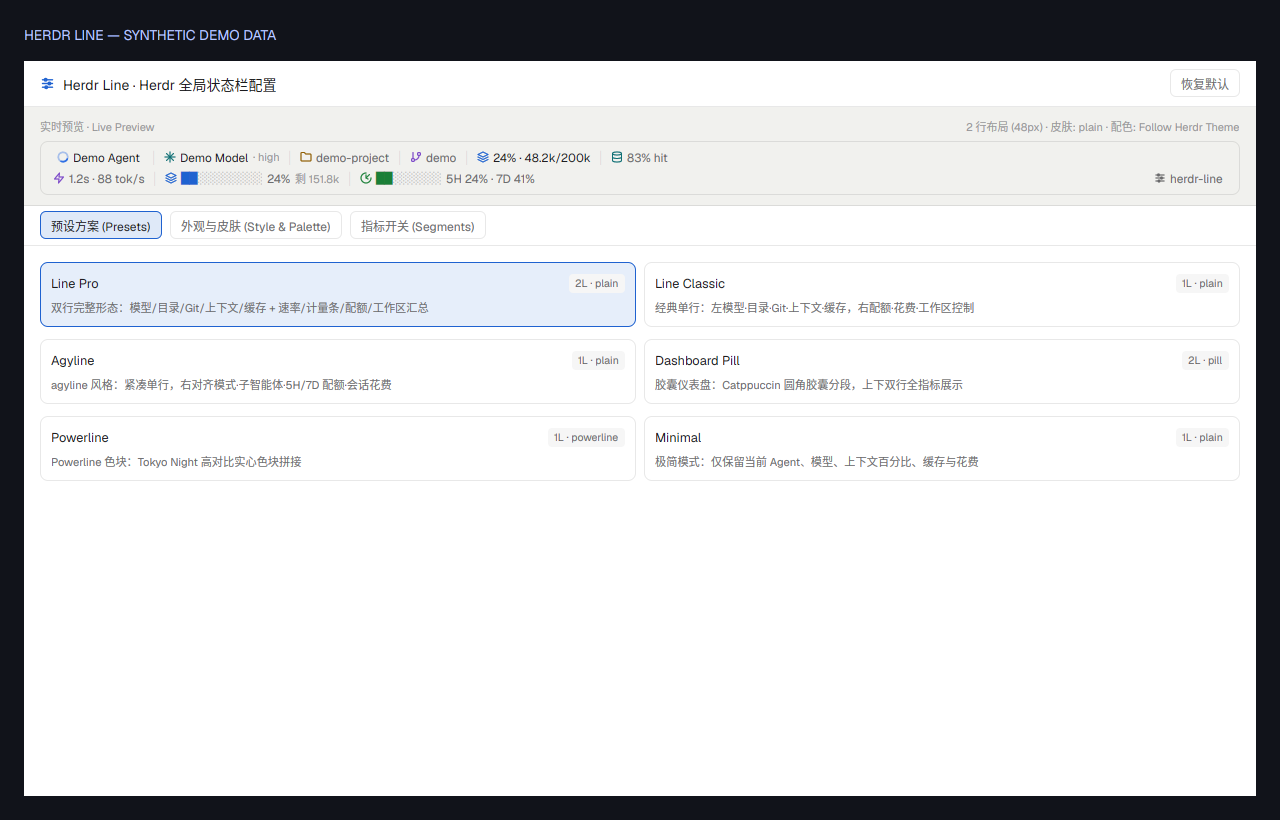 HERDR LINE — SYNTHETIC DEMO DATA
Herdr Line · Herdr 全局状态栏配置
恢复默认
实时预览 · Live Preview
2 行布局 (48px) · 皮肤: plain · 配色: Follow Herdr Theme
Demo Agent Demo Model · high demo-project demo 24% · 48.2k/200k 83% hit
1.2s · 88 tok/s 24% 剩 151.8k 5H 24% · 7D 41% herdr-line
预设方案 (Presets) 外观与皮肤 (Style & Palette) 指标开关 (Segments)
Line Pro 2L · plain
双行完整形态：模型/目录/Git/上下文/缓存 + 速率/计量条/配额/工作区汇总
Line Classic 1L · plain
经典单行：左模型·目录·Git·上下文·缓存，右配额·花费·工作区控制
Agyline 1L · plain
agyline 风格：紧凑单行，右对齐模式·子智能体·5H/7D 配额·会话花费
Dashboard Pill 2L · pill
胶囊仪表盘：Catppuccin 圆角胶囊分段，上下双行全指标展示
Powerline 1L · powerline
Powerline 色块：Tokyo Night 高对比实心色块拼接
Minimal 1L · plain
极简模式：仅保留当前 Agent、模型、上下文百分比、缓存与花费